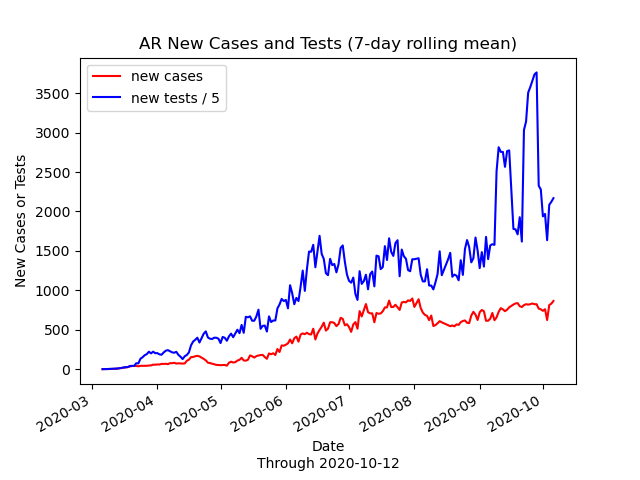 AR New Cases and Tests (7-day rolling mean)
new cases
new tests / 5
New Cases or Tests
3500
3000
2500
2000
1500
1000
500
0
2020-03
2020-04
2020-05
2020-06
2020-07
2020-08
2020-09
2020-10
Date
Through 2020-10-12